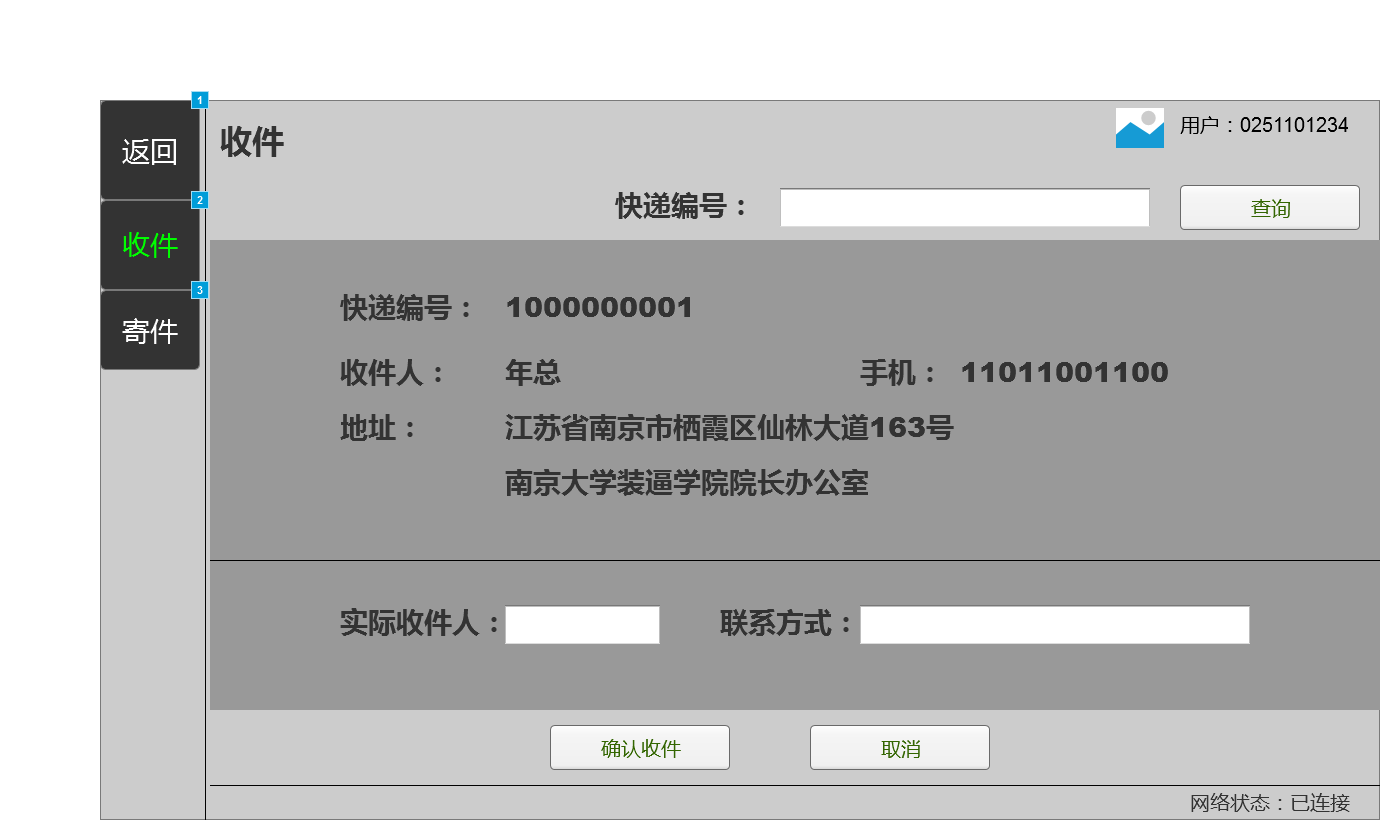 1
返回
收件
用户：0251101234
2
收件
快递编号：
查询
3
寄件
快递编号： 1000000001
收件人： 年总 手机： 11011001100
地址： 江苏省南京市栖霞区仙林大道163号
南京大学装逼学院院长办公室
实际收件人： 联系方式：
确认收件 取消
网络状态：已连接